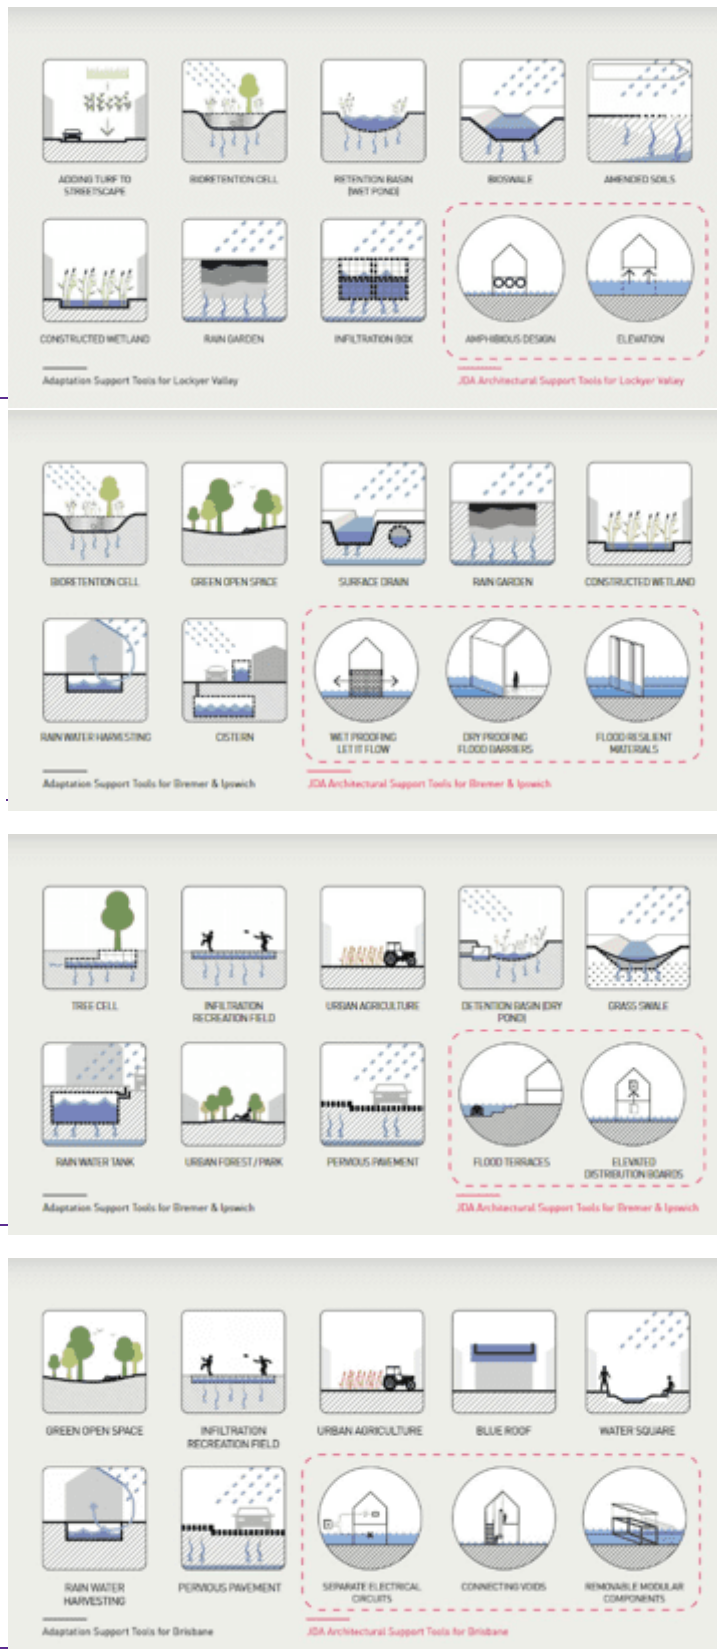 ADDING TURF TO
STREETSCAPE
BIORETENTION CELL
RETENTION BASIN
(WET POND)
BIOSWALE
AMENDED SOILS
CONSTRUCTED WETLAND
RAIN GARDEN
INFILTRATION BOX
AMPHIBIOUS DESIGN
ELEVATION
Adaptation Support Tools for Lockyer Valley
JDA Architectural Support Tools for Lockyer Valley
BIORETENTION CELL
GREEN OPEN SPACE
SURFACE DRAIN
RAIN GARDEN
CONSTRUCTED WETLAND
RAIN WATER HARVESTING
CISTERN
WET PROOFING
LET IT FLOW
DRY PROOFING
FLOOD BARRIERS
FLOOD RESILIENT
MATERIALS
Adaptation Support Tools for Bremer & Ipswich
JDA Architectural Support Tools for Bremer & Ipswich
TREE CELL
INFILTRATION
RECREATION FIELD
URBAN AGRICULTURE
DETENTION BASIN (DRY
POND)
GRASS SWALE
RAIN WATER TANK
URBAN FOREST / PARK
PERVIOUS PAVEMENT
FLOOD TERRACES
ELEVATED
DISTRIBUTION BOARDS
Adaptation Support Tools for Bremer & Ipswich
JDA Architectural Support Tools for Bremer & Ipswich
GREEN OPEN SPACE
INFILTRATION
RECREATION FIELD
URBAN AGRICULTURE
BLUE ROOF
WATER SQUARE
RAIN WATER
HARVESTING
PERVIOUS PAVEMENT
SEPARATE ELECTRICAL
CIRCUITS
CONNECTING VOIDS
REMOVABLE MODULAR
COMPONENTS
Adaptation Support Tools for Brisbane
JDA Architectural Support Tools for Brisbane